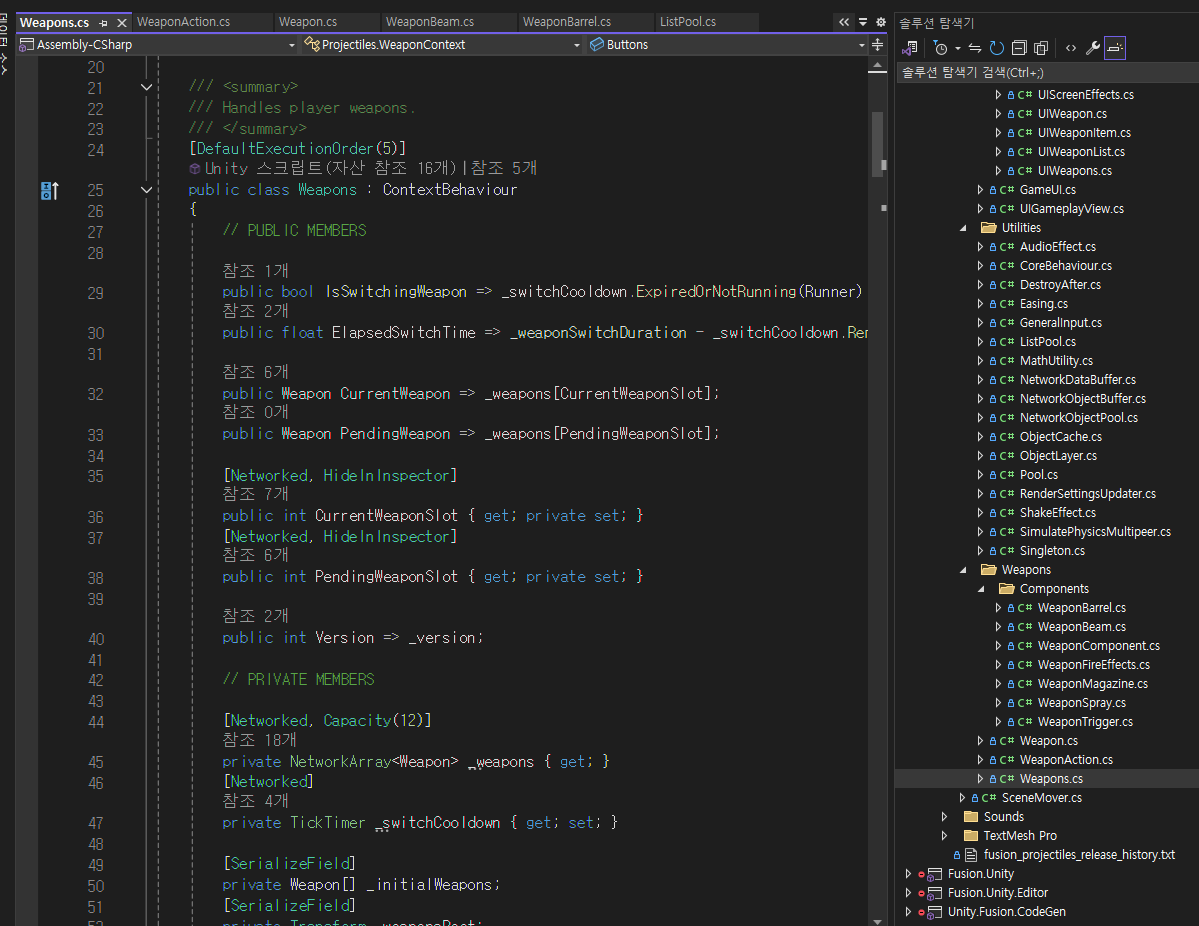 Weapons.cs
WeaponAction.cs
Weapon.cs
WeaponBeam.cs
WeaponBarrel.cs
ListPool.cs
Assembly-CSharp
Projectiles.WeaponContext
Buttons
20
21 /// <summary>
22 /// Handles player weapons.
23 /// </summary>
24 [DefaultExecutionOrder(5)]
Unity 스크립트(자산 참조 16개)|참조 5개
25 public class Weapons : ContextBehaviour
26 {
27 // PUBLIC MEMBERS
28
참조 1개
29 public bool IsSwitchingWeapon => _switchCooldown.ExpiredOrNotRunning(Runner)
참조 2개
30 public float ElapsedSwitchTime => _weaponSwitchDuration - _switchCooldown.Rem
31
참조 6개
32 public Weapon CurrentWeapon => _weapons[CurrentWeaponSlot];
참조 0개
33 public Weapon PendingWeapon => _weapons[PendingWeaponSlot];
34
35 [Networked, HideInInspector]
참조 7개
36 public int CurrentWeaponSlot { get; private set; }
37 [Networked, HideInInspector]
참조 6개
38 public int PendingWeaponSlot { get; private set; }
39
참조 2개
40 public int Version => _version;
41
42 // PRIVATE MEMBERS
43
44 [Networked, Capacity(12)]
참조 18개
45 private NetworkArray<Weapon> _weapons { get; }
46 [Networked]
참조 4개
47 private TickTimer _switchCooldown { get; set; }
48
49 [SerializeField]
50 private Weapon[] _initialWeapons;
51 [SerializeField]
52 private Transform _weaponsRoot;
솔루션 탐색기
솔루션 탐색기 검색(Ctrl+;)
C# UIScreenEffects.cs
C# UIWeapon.cs
C# UIWeaponItem.cs
C# UIWeaponList.cs
C# UIWeapons.cs
C# GameUI.cs
C# UIGameplayView.cs
Utilities
C# AudioEffect.cs
C# CoreBehaviour.cs
C# DestroyAfter.cs
C# Easing.cs
C# GeneralInput.cs
C# ListPool.cs
C# MathUtility.cs
C# NetworkDataBuffer.cs
C# NetworkObjectBuffer.cs
C# NetworkObjectPool.cs
C# ObjectCache.cs
C# ObjectLayer.cs
C# Pool.cs
C# RenderSettingsUpdater.cs
C# ShakeEffect.cs
C# SimulatePhysicsMultipeer.cs
C# Singleton.cs
Weapons
Components
C# WeaponBarrel.cs
C# WeaponBeam.cs
C# WeaponComponent.cs
C# WeaponFireEffects.cs
C# WeaponMagazine.cs
C# WeaponSpray.cs
C# WeaponTrigger.cs
C# Weapon.cs
C# WeaponAction.cs
C# Weapons.cs
C# SceneMover.cs
Sounds
TextMesh Pro
fusion_projectiles_release_history.txt
Fusion.Unity
Fusion.Unity.Editor
Unity.Fusion.CodeGen